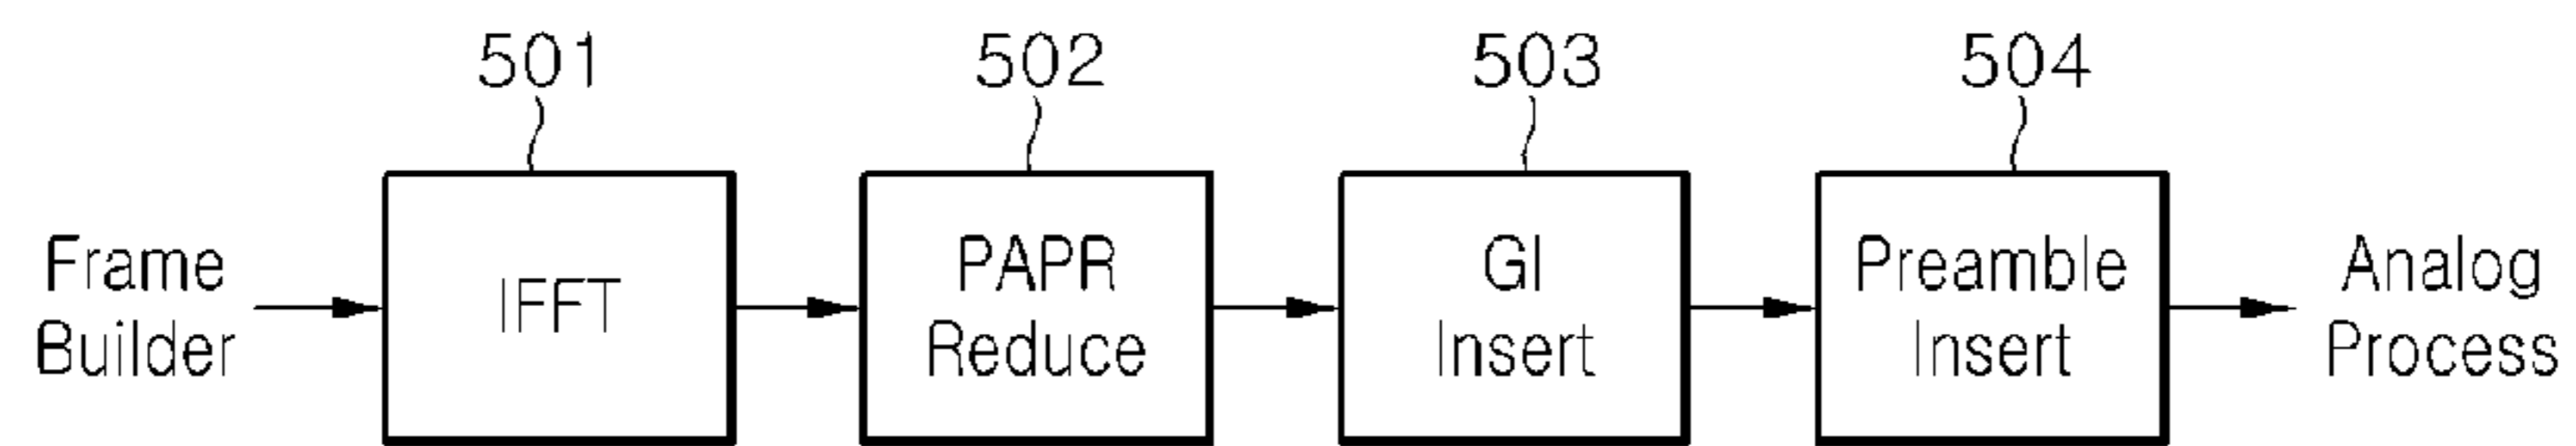 501
502
503
504
Frame
Builder
IFFT
PAPR
Reduce
GI
Insert
Preamble
Insert
Analog
Process